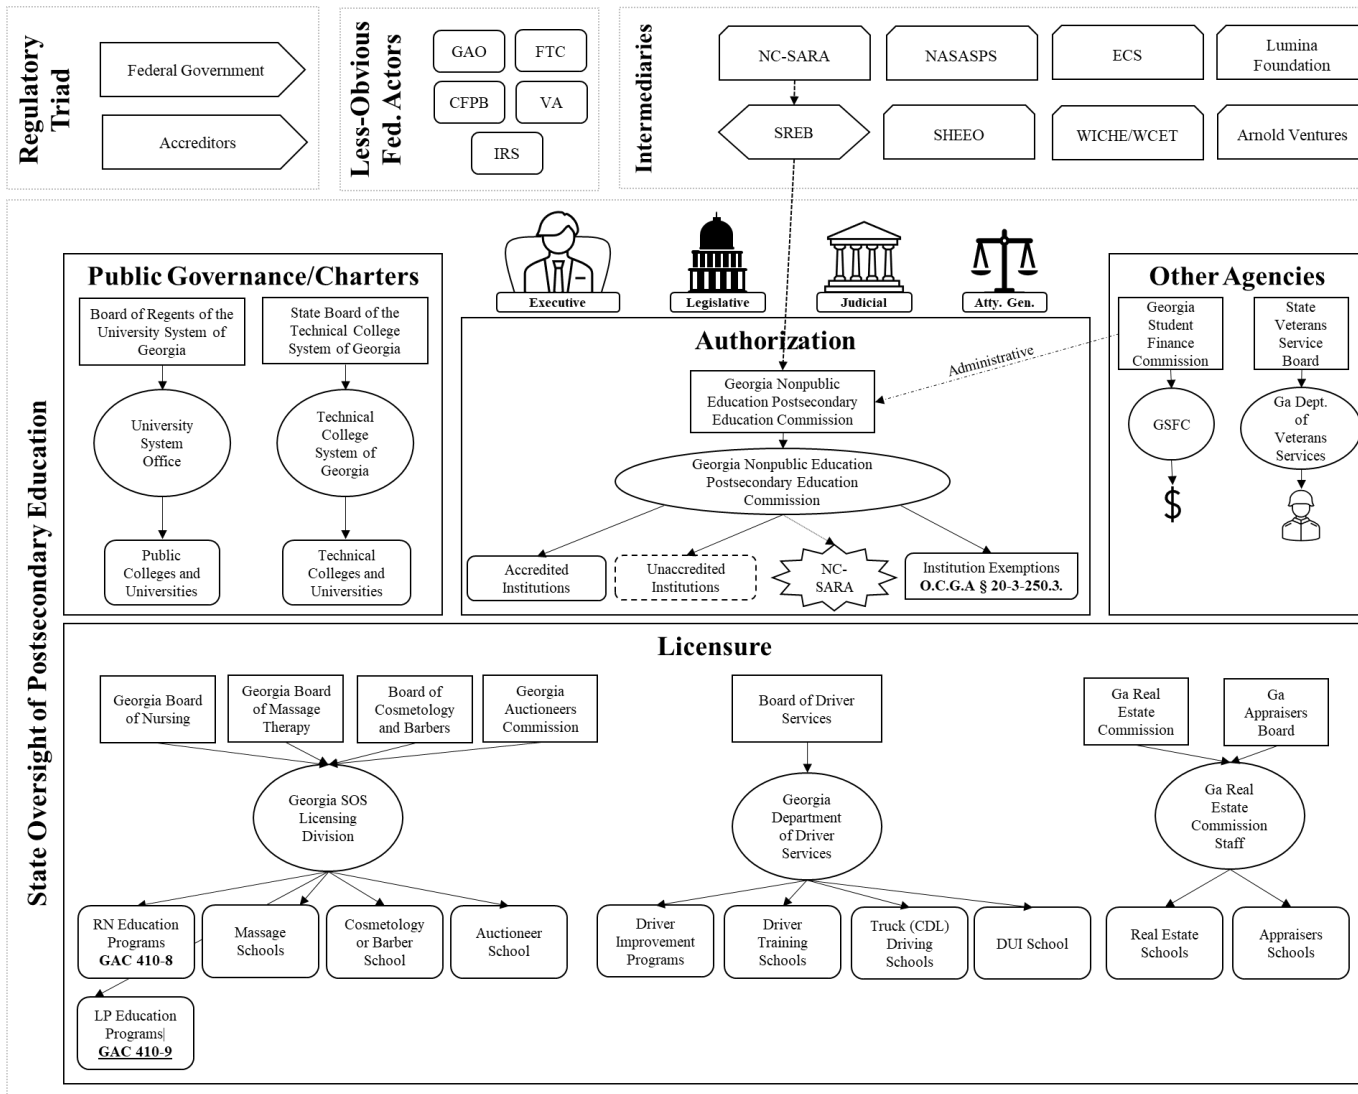 Regulatory
Triad
Federal Government
Accreditors
Less-Obvious
Fed. Actors
GAO
FTC
CFPB
VA
IRS
Intermediaries
NC-SARA
NASASPS
ECS
Lumina
Foundation
SREB
SHEEO
WICHE/WCET
Arnold Ventures
State Oversight of Postsecondary Education
Executive
Legislative
Judicial
Atty. Gen.
Public Governance/Charters
Board of Regents of the
University System of
Georgia
State Board of the
Technical College
System of Georgia
University
System
Office
Technical
College
System of
Georgia
Public
Colleges and
Universities
Technical
Colleges and
Universities
Authorization
Georgia Nonpublic
Education Postsecondary
Education Commission
Administrative
Georgia Nonpublic Education
Postsecondary Education
Commission
Accredited
Institutions
Unaccredited
Institutions
NC-
SARA
Institution Exemptions
O.C.G.A § 20-3-250.3.
Other Agencies
Georgia
Student
Finance
Commission
State
Veterans
Service
Board
GSFC
Ga Dept.
of
Veterans
Services
$
Licensure
Georgia Board
of Nursing
Georgia Board
of Massage
Therapy
Board of
Cosmetology
and Barbers
Georgia
Auctioneers
Commission
Georgia SOS
Licensing
Division
RN Education
Programs
GAC 410-8
Massage
Schools
Cosmetology
or Barber
School
Auctioneer
School
LP Education
Programs
GAC 410-9
Board of Driver
Services
Georgia
Department
of Driver
Services
Driver
Improvement
Programs
Driver
Training
Schools
Truck (CDL)
Driving
Schools
DUI School
Ga Real
Estate
Commission
Ga
Appraisers
Board
Ga Real
Estate
Commission
Staff
Real Estate
Schools
Appraisers
Schools